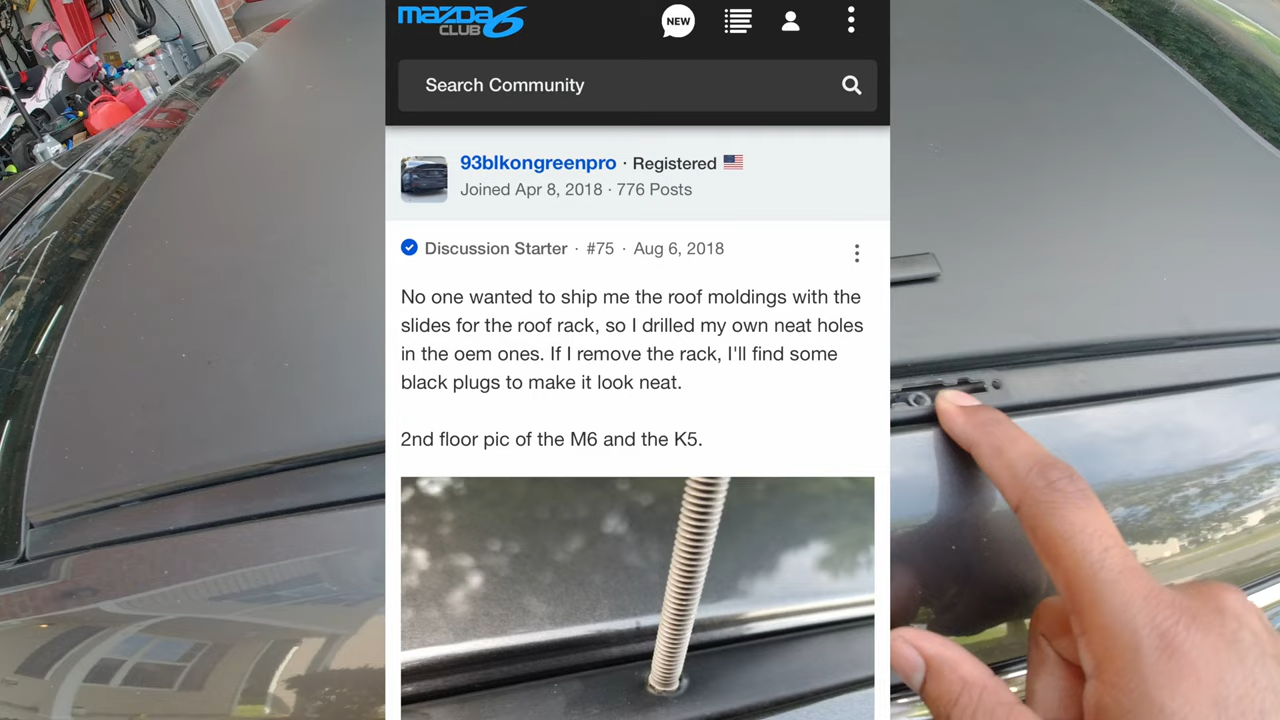 mazda6
CLUB
NEW
Search Community
93blkongreenpro · Registered
Joined Apr 8, 2018 · 776 Posts
Discussion Starter · #75 · Aug 6, 2018
No one wanted to ship me the roof moldings with the
slides for the roof rack, so I drilled my own neat holes
in the oem ones. If I remove the rack, I'll find some
black plugs to make it look neat.
2nd floor pic of the M6 and the K5.